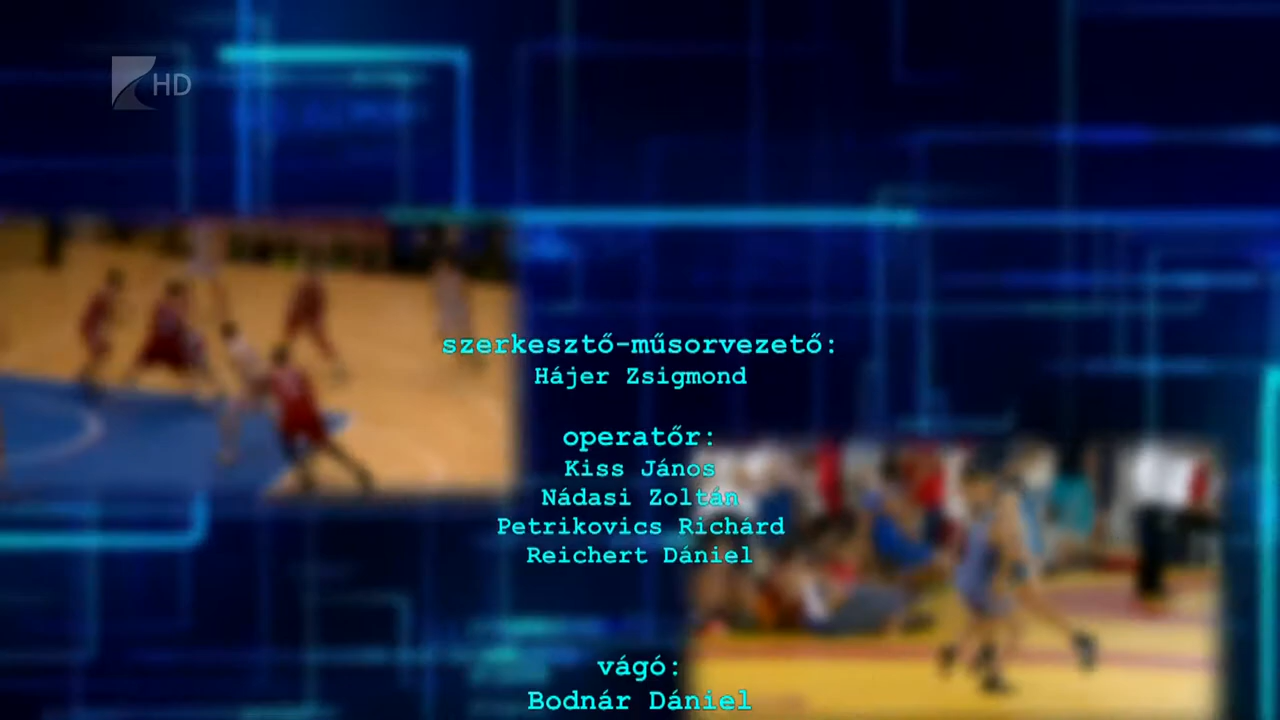 HD
szerkesztő-műsorvezető:
Hájer Zsigmond
operatőr:
Kiss János
Nádasi Zoltán
Petrikovics Richárd
Reichert Dániel
vágó:
Bodnár Dániel